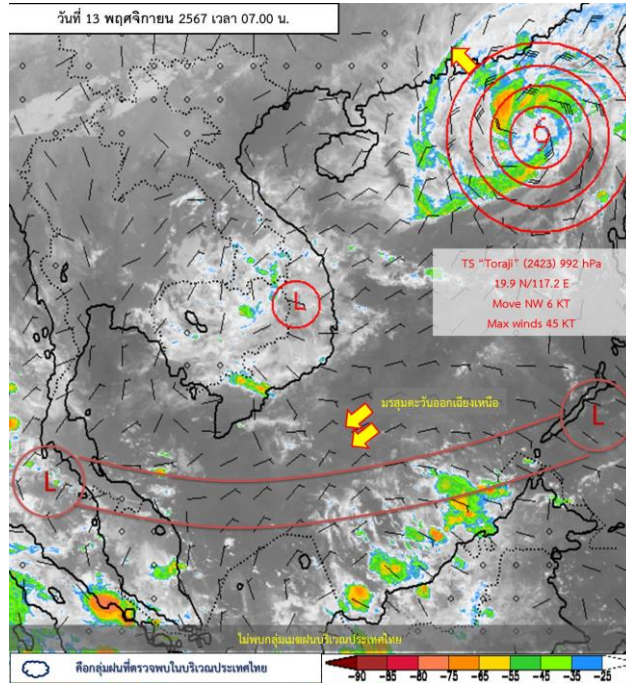 วันที่ 13 พฤศจิกายน 2567 เวลา 07.00 น.
TS "Toraji" (2423) 992 hPa
19.9 N/117.2 E
Move NW 6 KT
Max winds 45 KT
L
มรสุมตะวันออกเฉียงเหนือ
L
L
ไม่พบกลุ่มเมฆฝนบริเวณประเทศไทย
คือกลุ่มฝนที่ตรวจพบในบริเวณประเทศไทย
-90 -85 -80 -75 -65 -55 -45 -35 -25